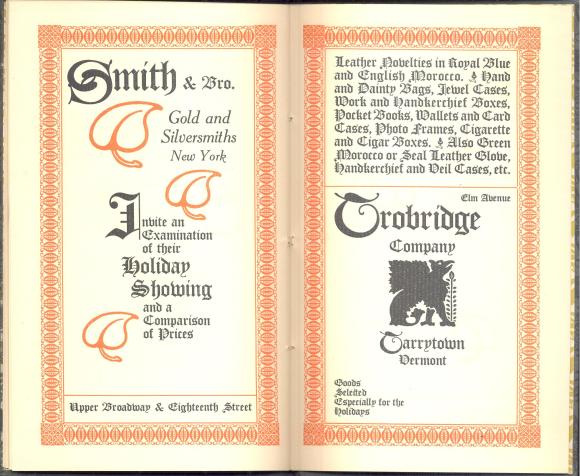 Smith & Bro.
Gold and
Silversmiths
New York
Invite an
Examination
of their
Holiday
Showing
and a
Comparison
of Prices
Upper Broadway & Eighteenth Street
Leather Novelties in Royal Blue
and English Morocco. Hand
and Dainty Bags, Jewel Cases,
Work and Handkerchief Boxes,
Pocket Books, Wallets and Card
Cases, Photo Frames, Cigarette
and Cigar Boxes. Also Green
Morocco or Seal Leather Glove,
Handkerchief and Veil Cases, etc.
Elm Avenue
Trobridge
Company
Tarrytown
Vermont
Goods
Selected
Especially for the
Holidays